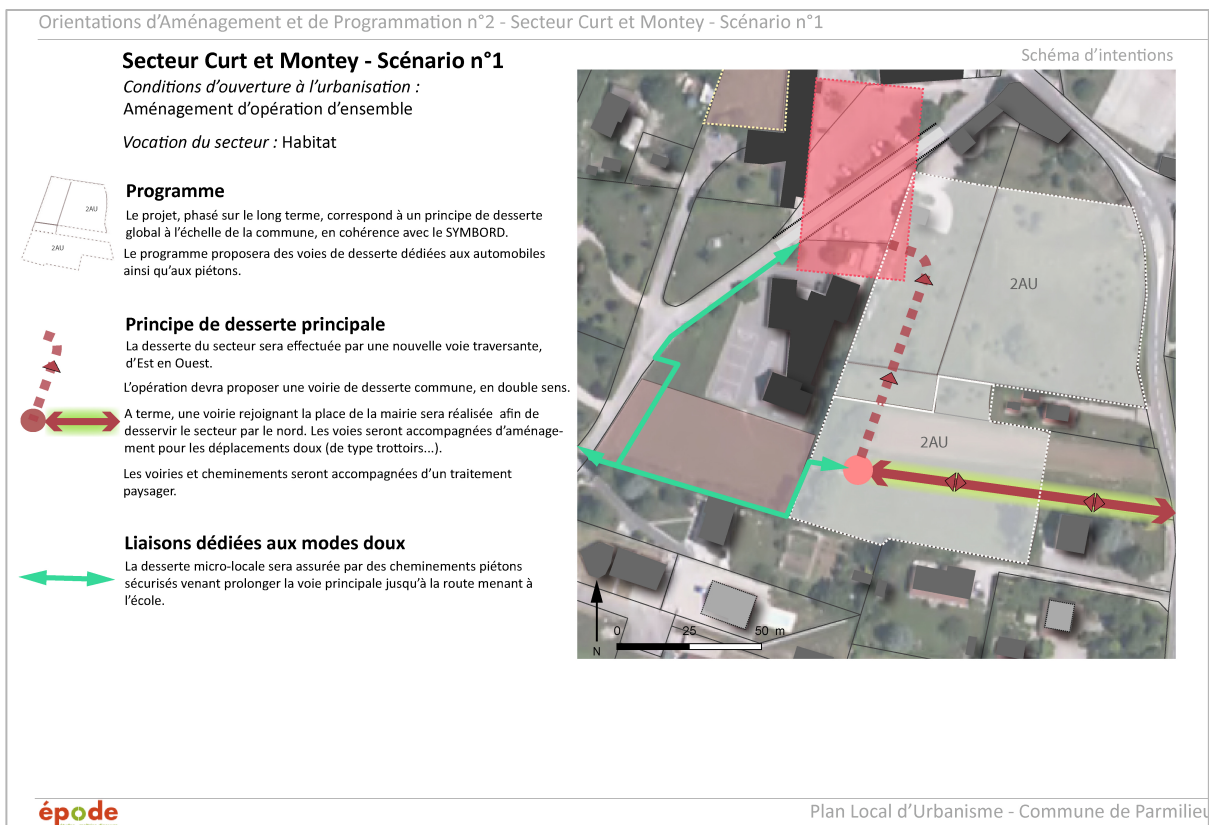 Orientations d'Aménagement et de Programmation n°2 - Secteur Curt et Montey - Scénario n°1
Secteur Curt et Montey - Scénario n°1
Conditions d'ouverture à l'urbanisation :
Aménagement d'opération d'ensemble
Vocation du secteur : Habitat
Programme
Le projet, phasé sur le long terme, correspond à un principe de desserte
global à l'échelle de la commune, en cohérence avec le SYMBORD.
Le programme proposera des voies de desserte dédiées aux automobiles
ainsi qu'aux piétons.
2AU
2AU
Principe de desserte principale
La desserte du secteur sera effectuée par une nouvelle voie traversante,
d'Est en Ouest.
L'opération devra proposer une voirie de desserte commune, en double sens.
A terme, une voirie rejoignant la place de la mairie sera réalisée afin de
desservir le secteur par le nord. Les voies seront accompagnées d'aménage-
ment pour les déplacements doux (de type trottoirs...).
Les voiries et cheminements seront accompagnées d'un traitement
paysager.
Liaisons dédiées aux modes doux
La desserte micro-locale sera assurée par des cheminements piétons
sécurisés venant prolonger la voie principale jusqu'à la route menant à
l'école.
Schéma d'intentions
2AU
2AU
0 25 50 m
N
épode
Plan Local d'Urbanisme - Commune de Parmilieu